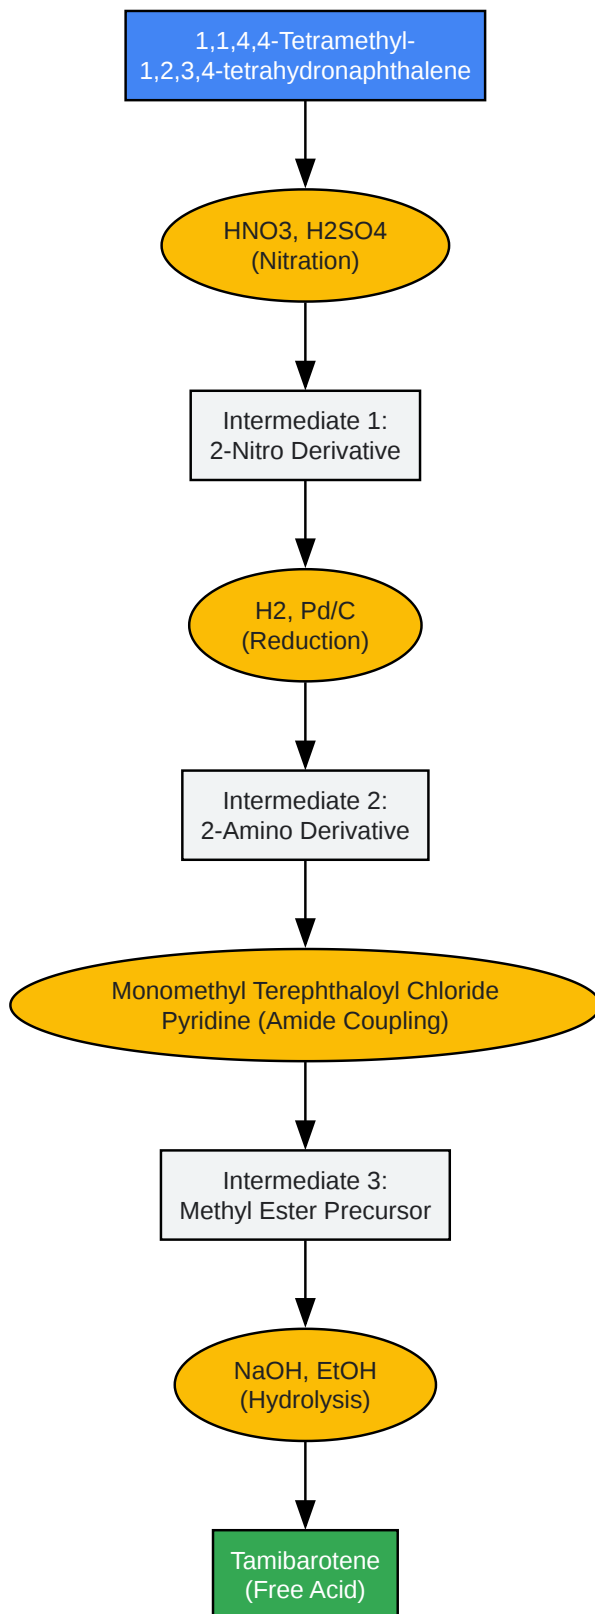 1,1,4,4-Tetramethyl-
1,2,3,4-tetrahydronaphthalene
HNO3, H2SO4
(Nitration)
Intermediate 1:
2-Nitro Derivative
H2, Pd/C
(Reduction)
Intermediate 2:
2-Amino Derivative
Monomethyl Terephthaloyl Chloride
Pyridine (Amide Coupling)
Intermediate 3:
Methyl Ester Precursor
NaOH, EtOH
(Hydrolysis)
Tamibarotene
(Free Acid)